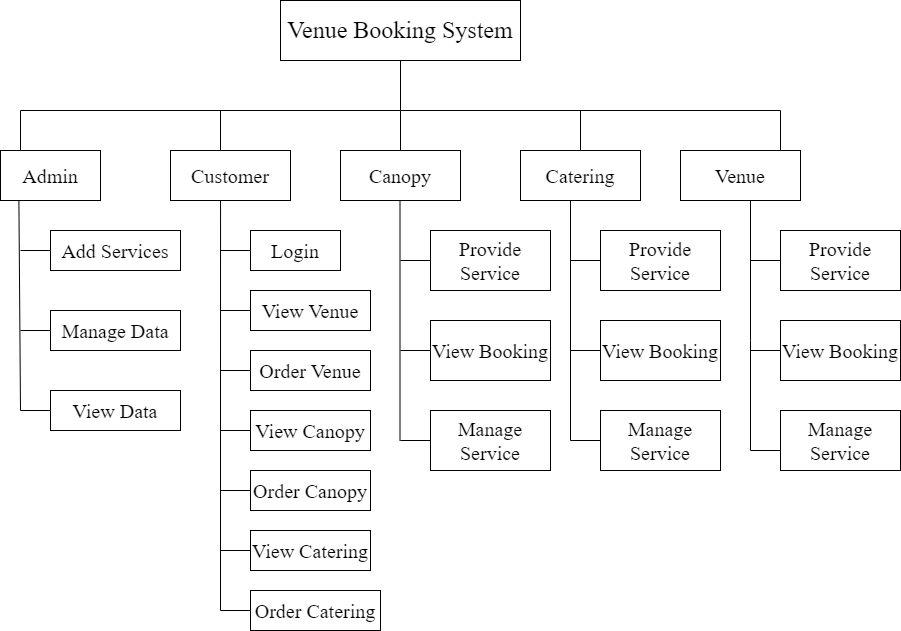 Venue Booking System
Admin
Customer
Canopy
Catering
Venue
Add Services
Manage Data
View Data
Login
View Venue
Order Venue
View Canopy
Order Canopy
View Catering
Order Catering
Provide
Service
View Booking
Manage
Service
Provide
Service
View Booking
Manage
Service
Provide
Service
View Booking
Manage
Service